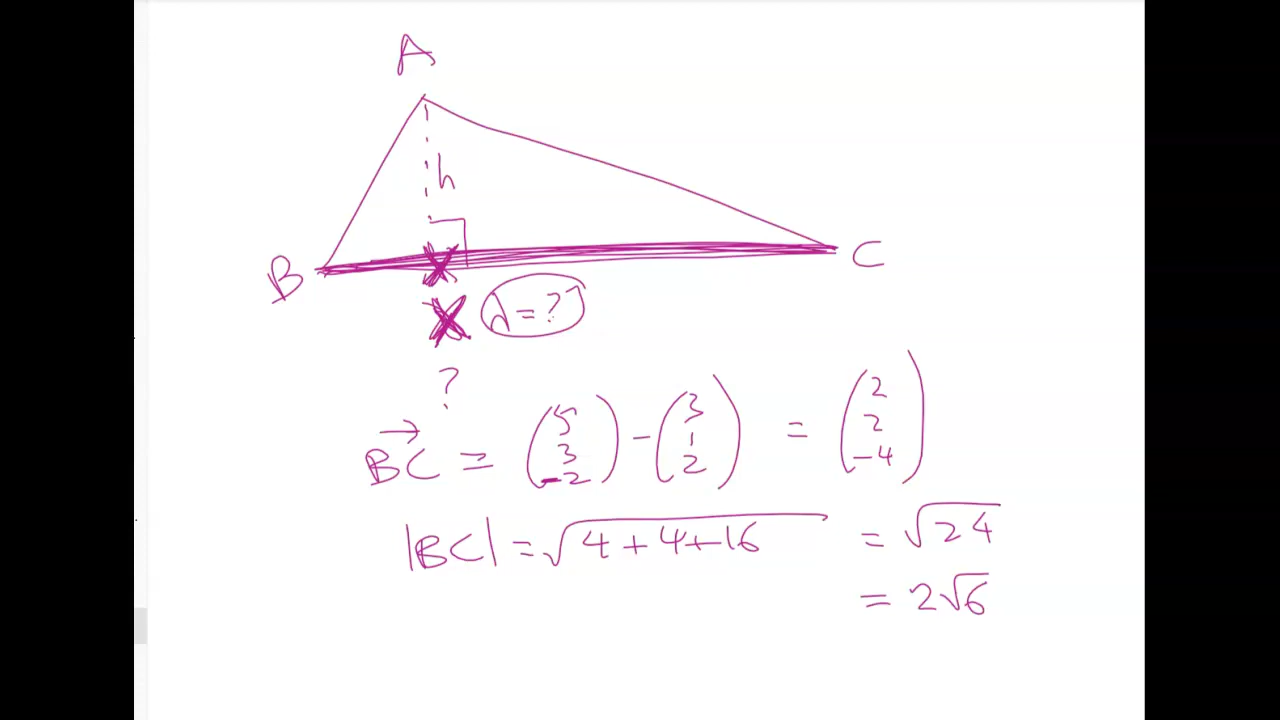 A
h
B
C
λ = ?
?
→
BC = (5 3 -2) - (3 1 2) = (2 2 -4)
|BC| = √4+4+16 = √24
= 2√6